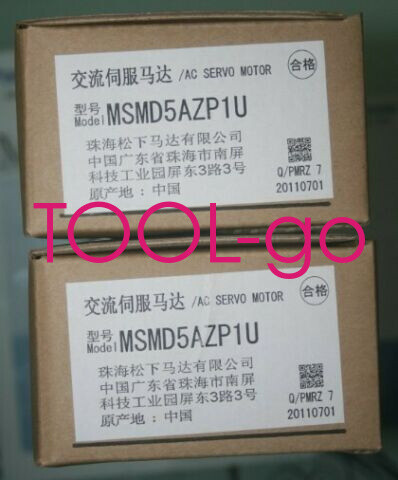 交流伺服马达 /AC SERVO MOTOR 合格
型号
Model MSMD5AZP1U
珠海松下马达有限公司
中国广东省珠海市南屏
科技工业园屏东3路3号 Q/PMRZ 7
原产地：中国 20110701
TOOL-go
交流伺服马达 /AC SERVO MOTOR 合格
型号
Model MSMD5AZP1U
珠海松下马达有限公司
中国广东省珠海市南屏
科技工业园屏东3路3号 Q/PMRZ 7
原产地：中国 20110701